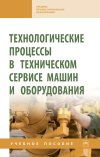 ТЕХНОЛОГИЧЕСКИЕ
ПРОЦЕССЫ
В ТЕХНИЧЕСКОМ
СЕРВИСЕ МАШИН
И ОБОРУДОВАНИЯ
УЧЕБНОЕ ПОСОБИЕ